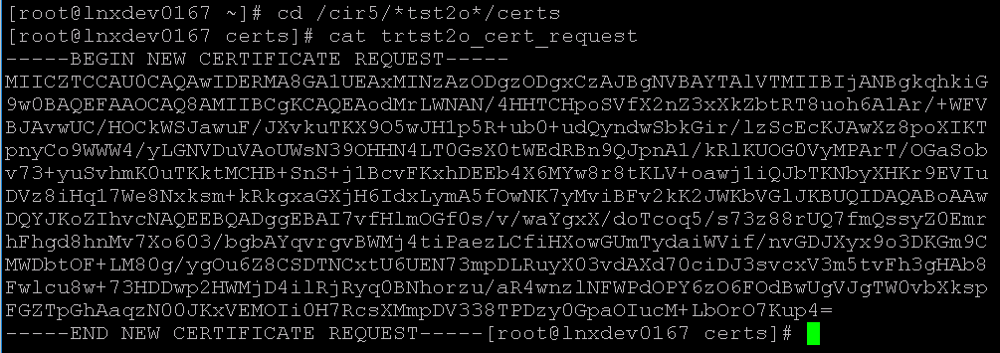 [root@lnxdev0167 ~]# cd /cir5/*tst2o*/certs
[root@lnxdev0167 certs]# cat trtst2o_cert_request
-----BEGIN NEW CERTIFICATE REQUEST-----
MIICZTCCAU0CAQAwIDERMA8GA1UEAxMINzAzODgzODgxCzAJBgNVBAYTAlVTMIIBIjANBgkqhkiG
9w0BAQEFAAOCAQ8AMIIBCgKCAQEAodMrLWNAN/4HHTCHpoSVfX2nZ3xXkZbtRT8uoh6A1Ar/+WFV
BJAvwUC/HOCkWSJawuF/JXvkuTKX9O5wJH1p5R+ub0+udQyndwSbkGir/lzScEcKJAwXz8poXIKT
pnyCo9WWW4/yLGNVDuVAoUWsN39OHHN4LT0GsX0tWEdRBn9QJpnA1/kRlKUOG0VyMPArT/OGaSob
v73+yuSvhmK0uTKktMCHB+SnS+j1BcvFKxhDEEb4X6MYw8r8tKLV+oawj1iQJbTKNbyXHKr9EVIu
DVz8iHq17We8Nxksm+kRkgxaGXjH6IdxLymA5fOwNK7yMviBFv2kK2JWKbVGlJKBUQIDAQABoAAw
DQYJKoZIhvcNAQEEBQADggEBAI7vfHlmOGf0s/v/waYgxX/doTcoq5/s73z88rUQ7fmQssyZ0Emr
hFhgd8hnMv7Xo603/bgbAYqvrgvBWMj4tiPaezLCfiHXowGUmTydaiWVif/nvGDJXyx9o3DKGm9C
MWDbtOF+LM80g/ygOu6Z8CSDTNCxtU6UEN73mpDLRuyX03vdAXd70ciDJ3svcxV3m5tvFh3gHAb8
Fwlcu8w+73HDDwp2HWMjD4ilRjRyq0BNhorzu/aR4wnzlNFWPdOPY6zO6FOdBwUgVJgTW0vbXksp
FGZTpGhAaqzN00JKxVEMOIi0H7RcsXMmpDV338TPDzy0GpaOIucM+LbOrO7Kup4=
-----END NEW CERTIFICATE REQUEST-----[root@lnxdev0167 certs]#